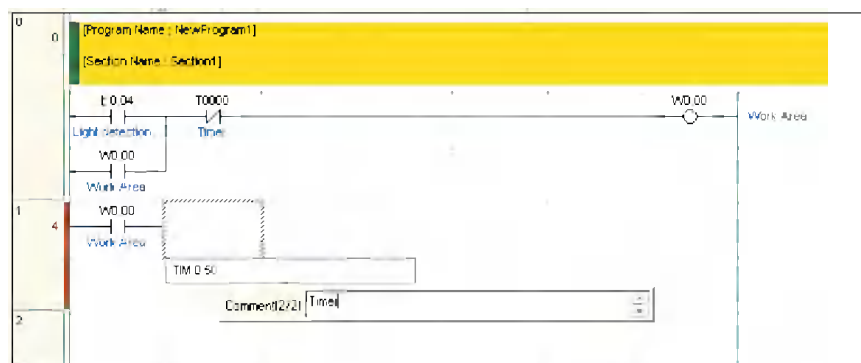 0
0
[Program Name : NewProgram1]
[Section Name : Section1]
I: 0.04 T0000 W0.00
Light detection Timer Work Area
W0.00
Work Area
1
4
W0.00
Work Area
TIM 0 50
Comment(2/2) Timer
2